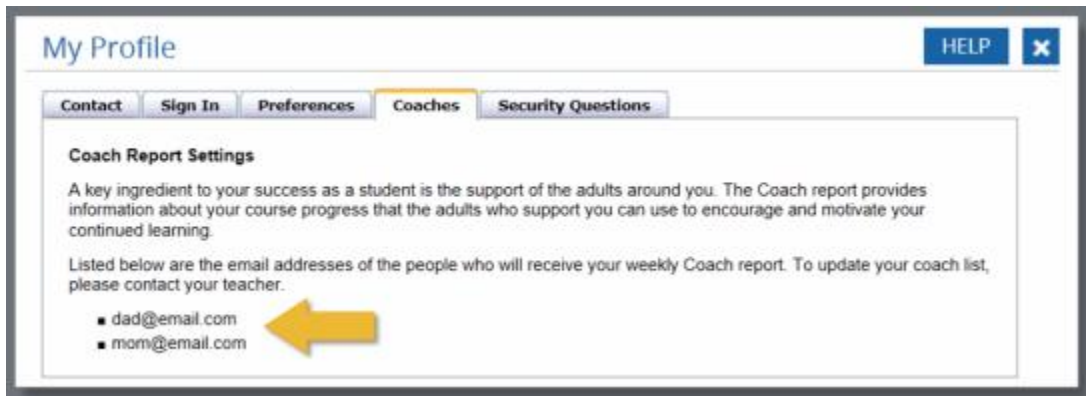 My Profile
HELP
Contact Sign In Preferences Coaches Security Questions
Coach Report Settings
A key ingredient to your success as a student is the support of the adults around you. The Coach report provides
information about your course progress that the adults who support you can use to encourage and motivate your
continued learning.
Listed below are the email addresses of the people who will receive your weekly Coach report. To update your coach list,
please contact your teacher.
dad@email.com
mom@email.com